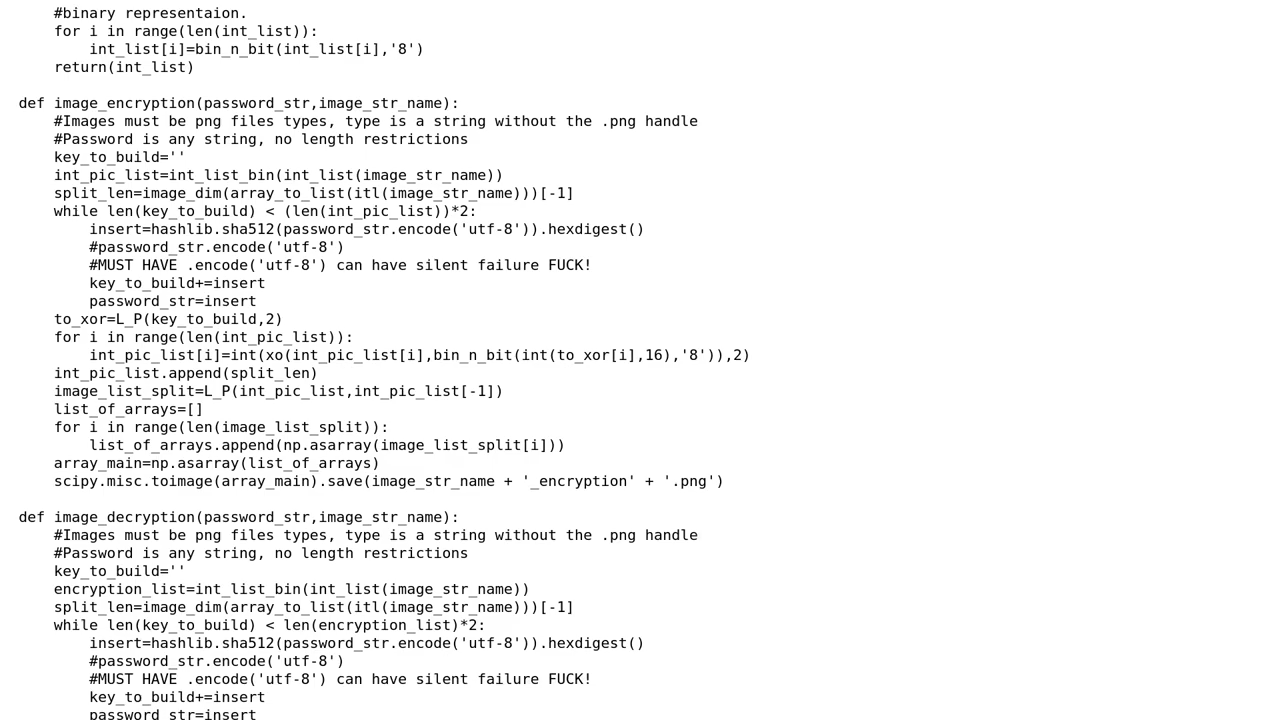 #binary representaion.
    for i in range(len(int_list)):
        int_list[i]=bin_n_bit(int_list[i],'8')
    return(int_list)

def image_encryption(password_str,image_str_name):
    #Images must be png files types, type is a string without the .png handle
    #Password is any string, no length restrictions
    key_to_build=''
    int_pic_list=int_list_bin(int_list(image_str_name))
    split_len=image_dim(array_to_list(itl(image_str_name)))[-1]
    while len(key_to_build) < (len(int_pic_list))*2:
        insert=hashlib.sha512(password_str.encode('utf-8')).hexdigest()
        #password_str.encode('utf-8')
        #MUST HAVE .encode('utf-8') can have silent failure FUCK!
        key_to_build+=insert
        password_str=insert
    to_xor=L_P(key_to_build,2)
    for i in range(len(int_pic_list)):
        int_pic_list[i]=int(xo(int_pic_list[i],bin_n_bit(int(to_xor[i],16),'8')),2)
    int_pic_list.append(split_len)
    image_list_split=L_P(int_pic_list,int_pic_list[-1])
    list_of_arrays=[]
    for i in range(len(image_list_split)):
        list_of_arrays.append(np.asarray(image_list_split[i]))
    array_main=np.asarray(list_of_arrays)
    scipy.misc.toimage(array_main).save(image_str_name + '_encryption' + '.png')

def image_decryption(password_str,image_str_name):
    #Images must be png files types, type is a string without the .png handle
    #Password is any string, no length restrictions
    key_to_build=''
    encryption_list=int_list_bin(int_list(image_str_name))
    split_len=image_dim(array_to_list(itl(image_str_name)))[-1]
    while len(key_to_build) < len(encryption_list)*2:
        insert=hashlib.sha512(password_str.encode('utf-8')).hexdigest()
        #password_str.encode('utf-8')
        #MUST HAVE .encode('utf-8') can have silent failure FUCK!
        key_to_build+=insert
        password_str=insert